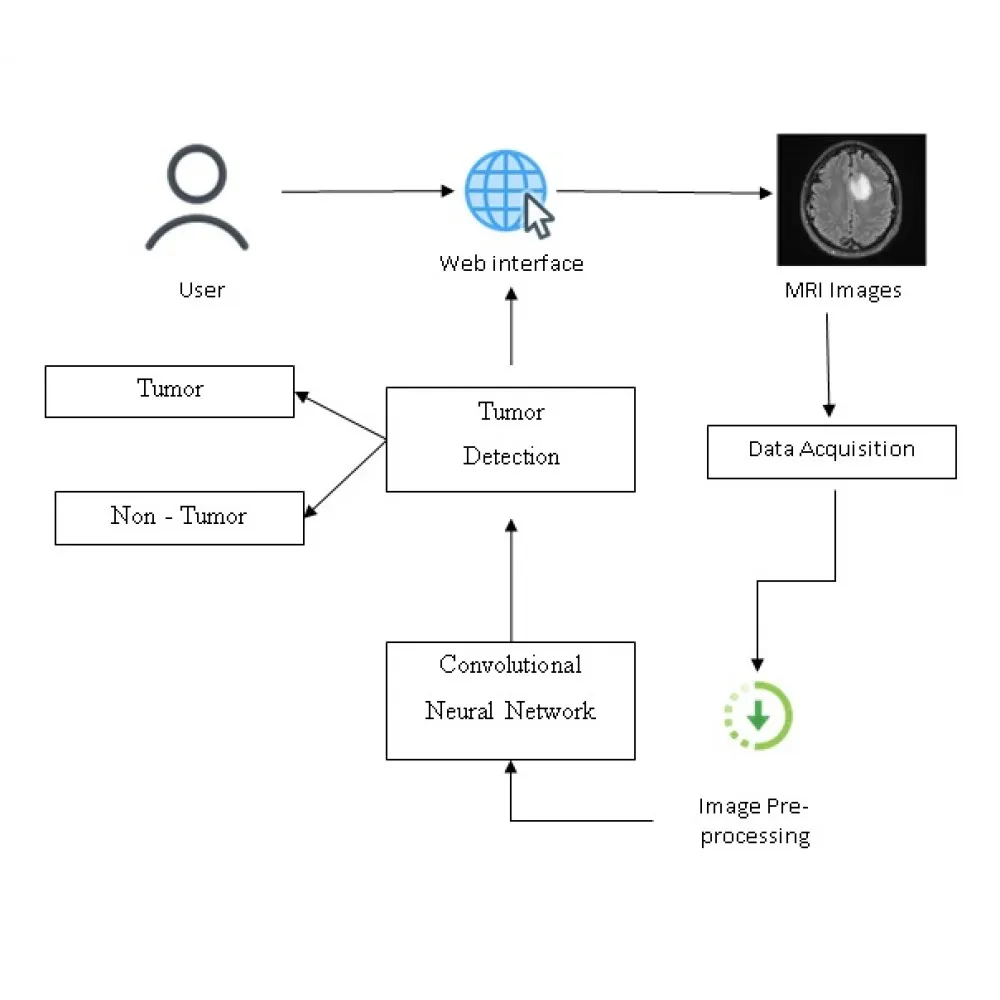 Web interface
User
MRI Images
Tumor
Tumor
Detection
Data Acquisition
Non - Tumor
Convolutional
Neural Network
Image Pre-
processing